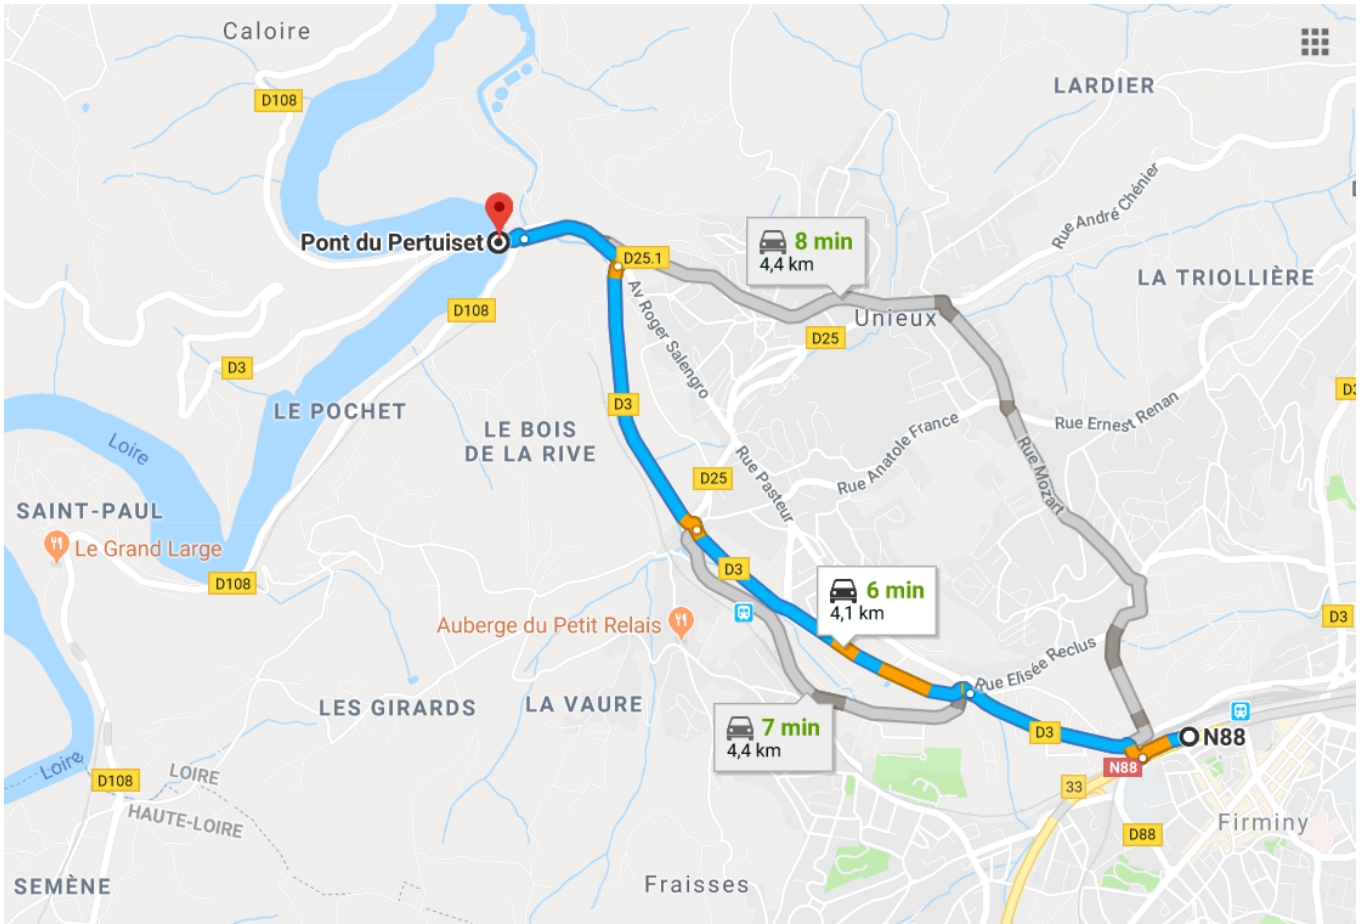 Caloire
D108
LARDIER
Rue André Chénier
8 min
4,4 km
Pont du Pertuiset
D25.1
LA TRIOLLIÈRE
D108
Av Roger Salengro
Unieux
D25
D3
D3
LE POCHET
LE BOIS
DE LA RIVE
Rue Ernest Renan
Loire
Rue Anatole France
Rue Mozart
Rue Pasteur
D25
SAINT-PAUL
Le Grand Large
D108
D3
6 min
4,1 km
Auberge du Petit Relais
D3
Rue Elisée Reclus
LES GIRARDS
LA VAURE
7 min
4,4 km
D3
N88
N88
Loire
D108
LOIRE
HAUTE-LOIRE
33
D88
Firminy
SEMÈNE
Fraisses